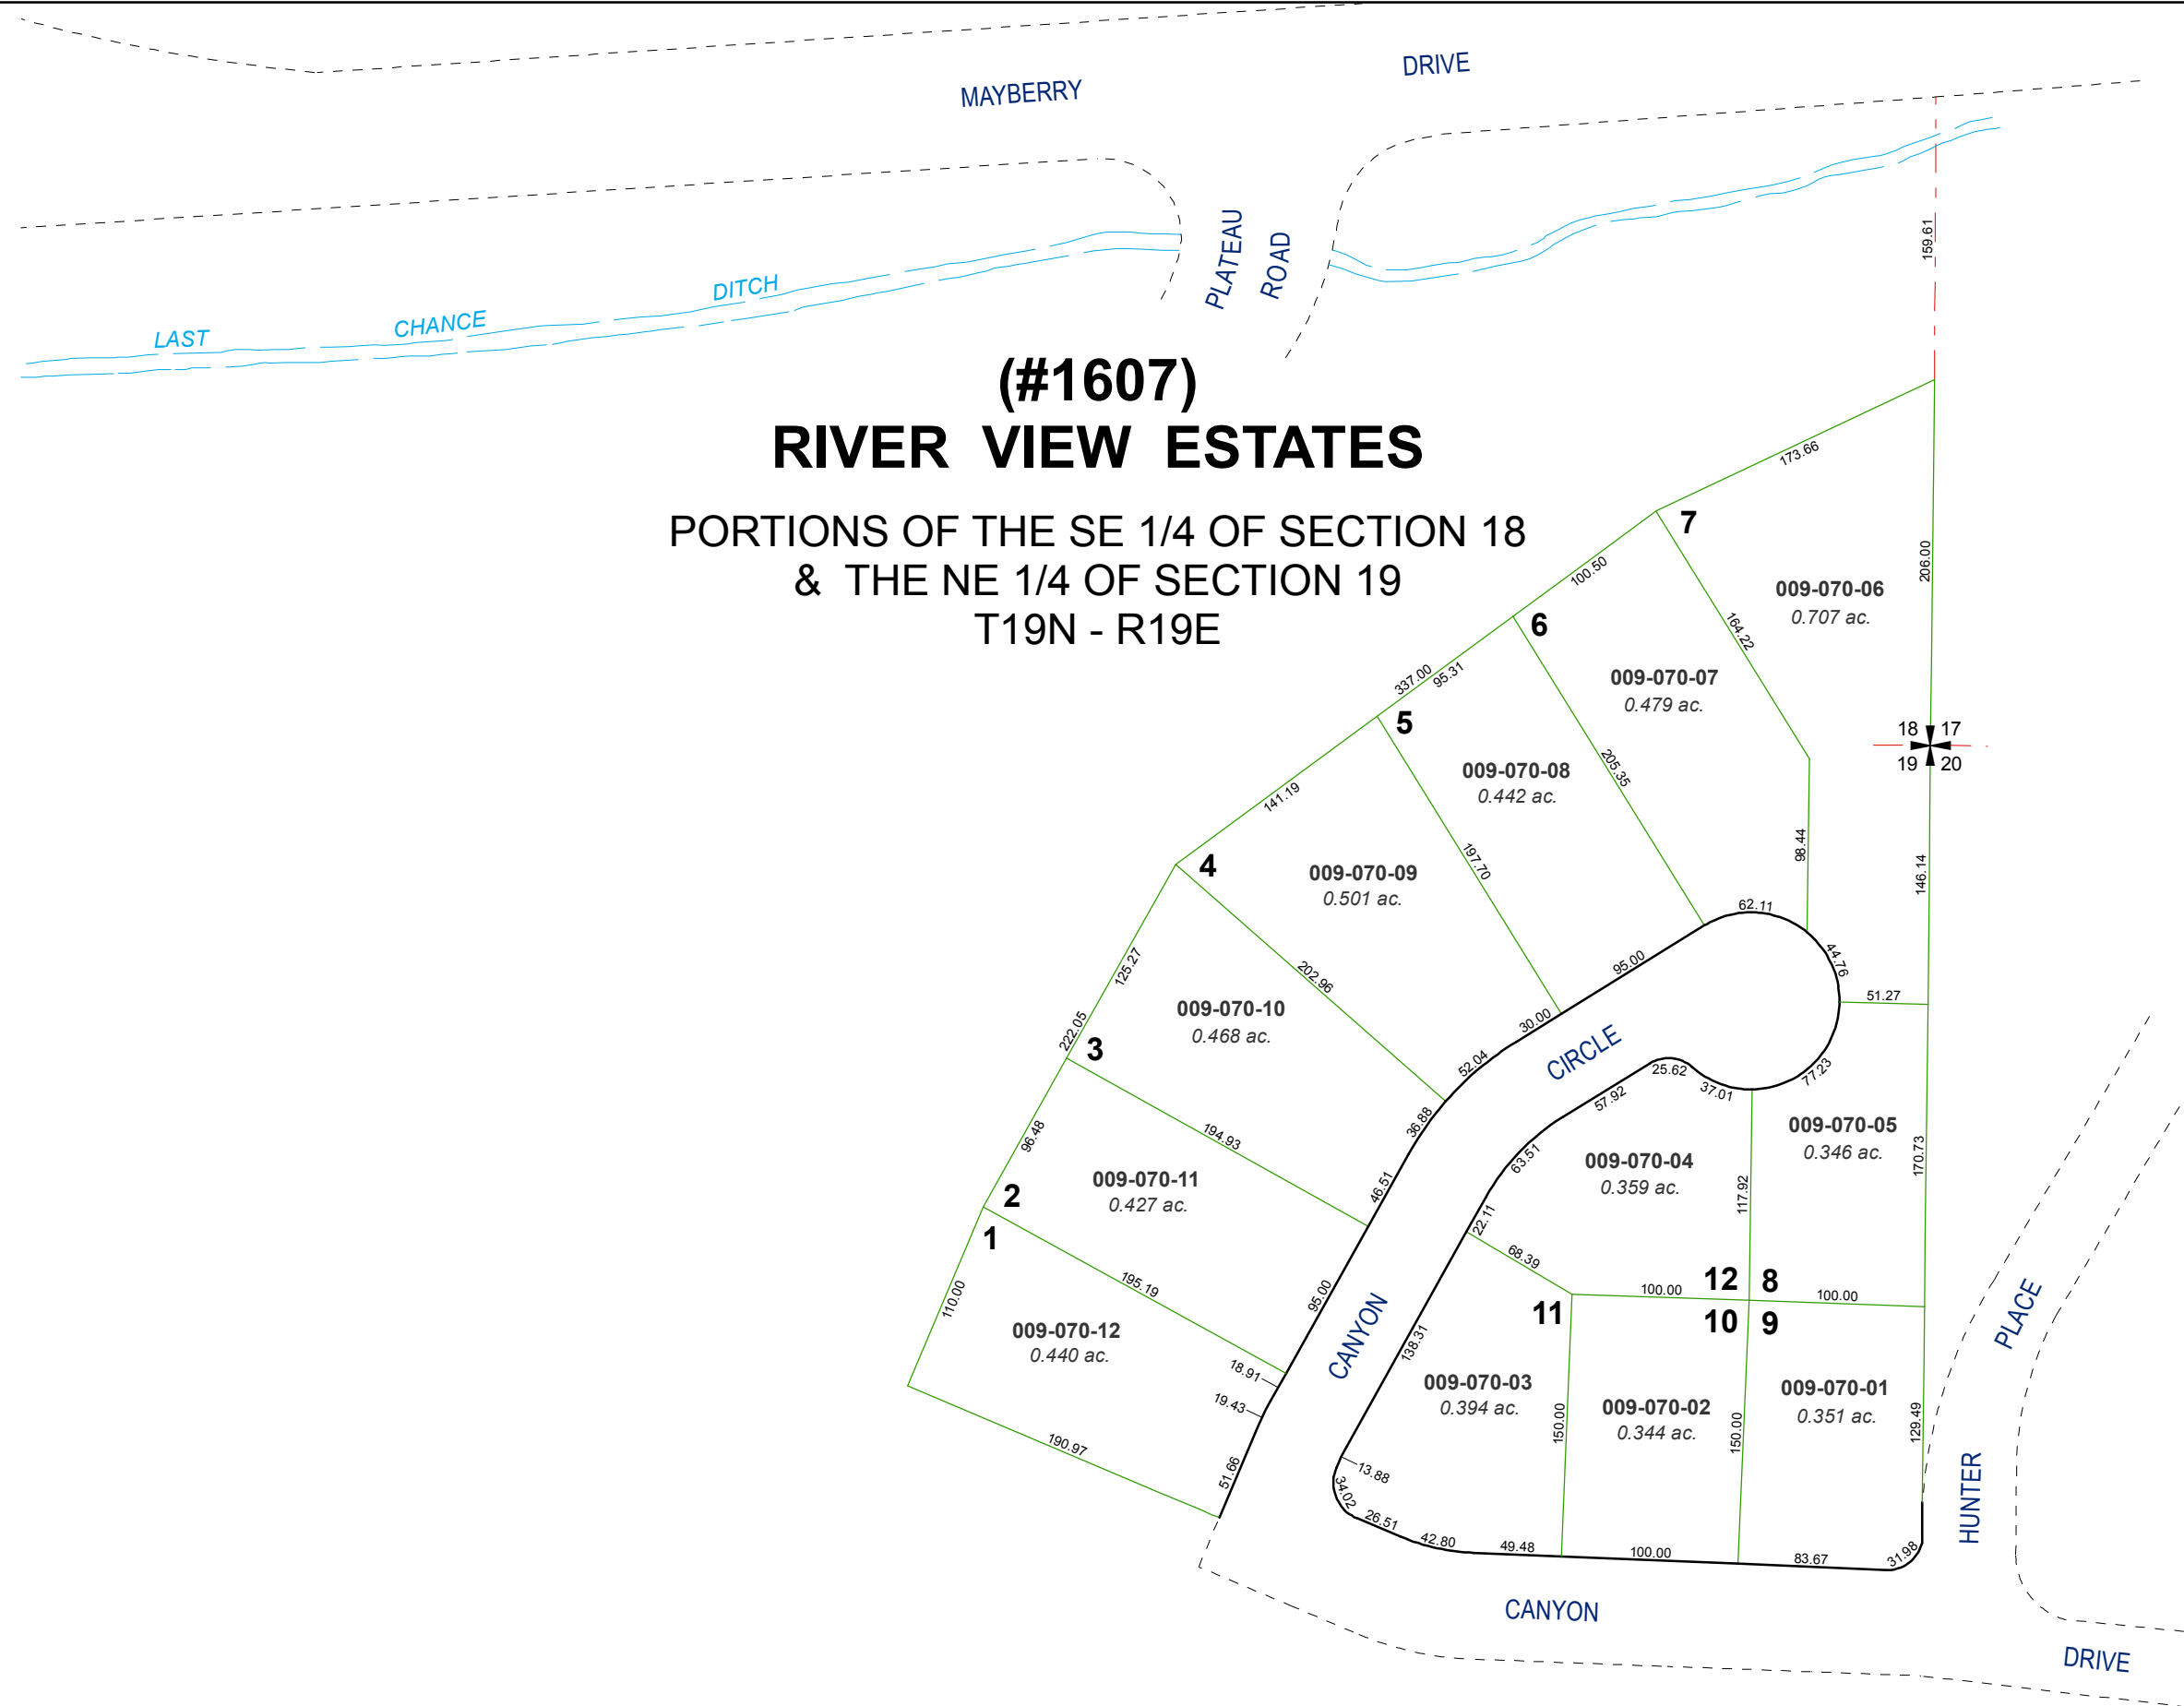 MAYBERRY
DRIVE
PLATEAU
ROAD
LAST
CHANCE
DITCH
159.61
(#1607)
RIVER VIEW ESTATES
PORTIONS OF THE SE 1/4 OF SECTION 18
& THE NE 1/4 OF SECTION 19
T19N - R19E
173.66
7
009-070-06
0.707 ac.
206.00
100.50
164.22
6
009-070-07
0.479 ac.
337.00
95.31
205.35
18 17
19 20
5
009-070-08
0.442 ac.
141.19
197.70
98.44
146.14
4
009-070-09
0.501 ac.
62.11
44.76
95.00
51.27
125.27
202.96
009-070-10
0.468 ac.
222.05
3
30.00
52.04
CIRCLE
25.62
37.01
77.23
57.92
36.88
194.93
96.48
63.51
009-070-05
0.346 ac.
170.73
009-070-04
0.359 ac.
117.92
009-070-11
0.427 ac.
46.51
2
1
22.11
68.39
195.19
95.00
110.00
12 8
100.00
100.00
11
10 9
009-070-12
0.440 ac.
CANYON
138.31
18.91
19.43
009-070-03
0.394 ac.
009-070-02
0.344 ac.
009-070-01
0.351 ac.
150.00
150.00
129.49
190.97
51.66
13.88
34.02
26.51
42.80
49.48
100.00
83.67
31.98
HUNTER
PLACE
CANYON
DRIVE